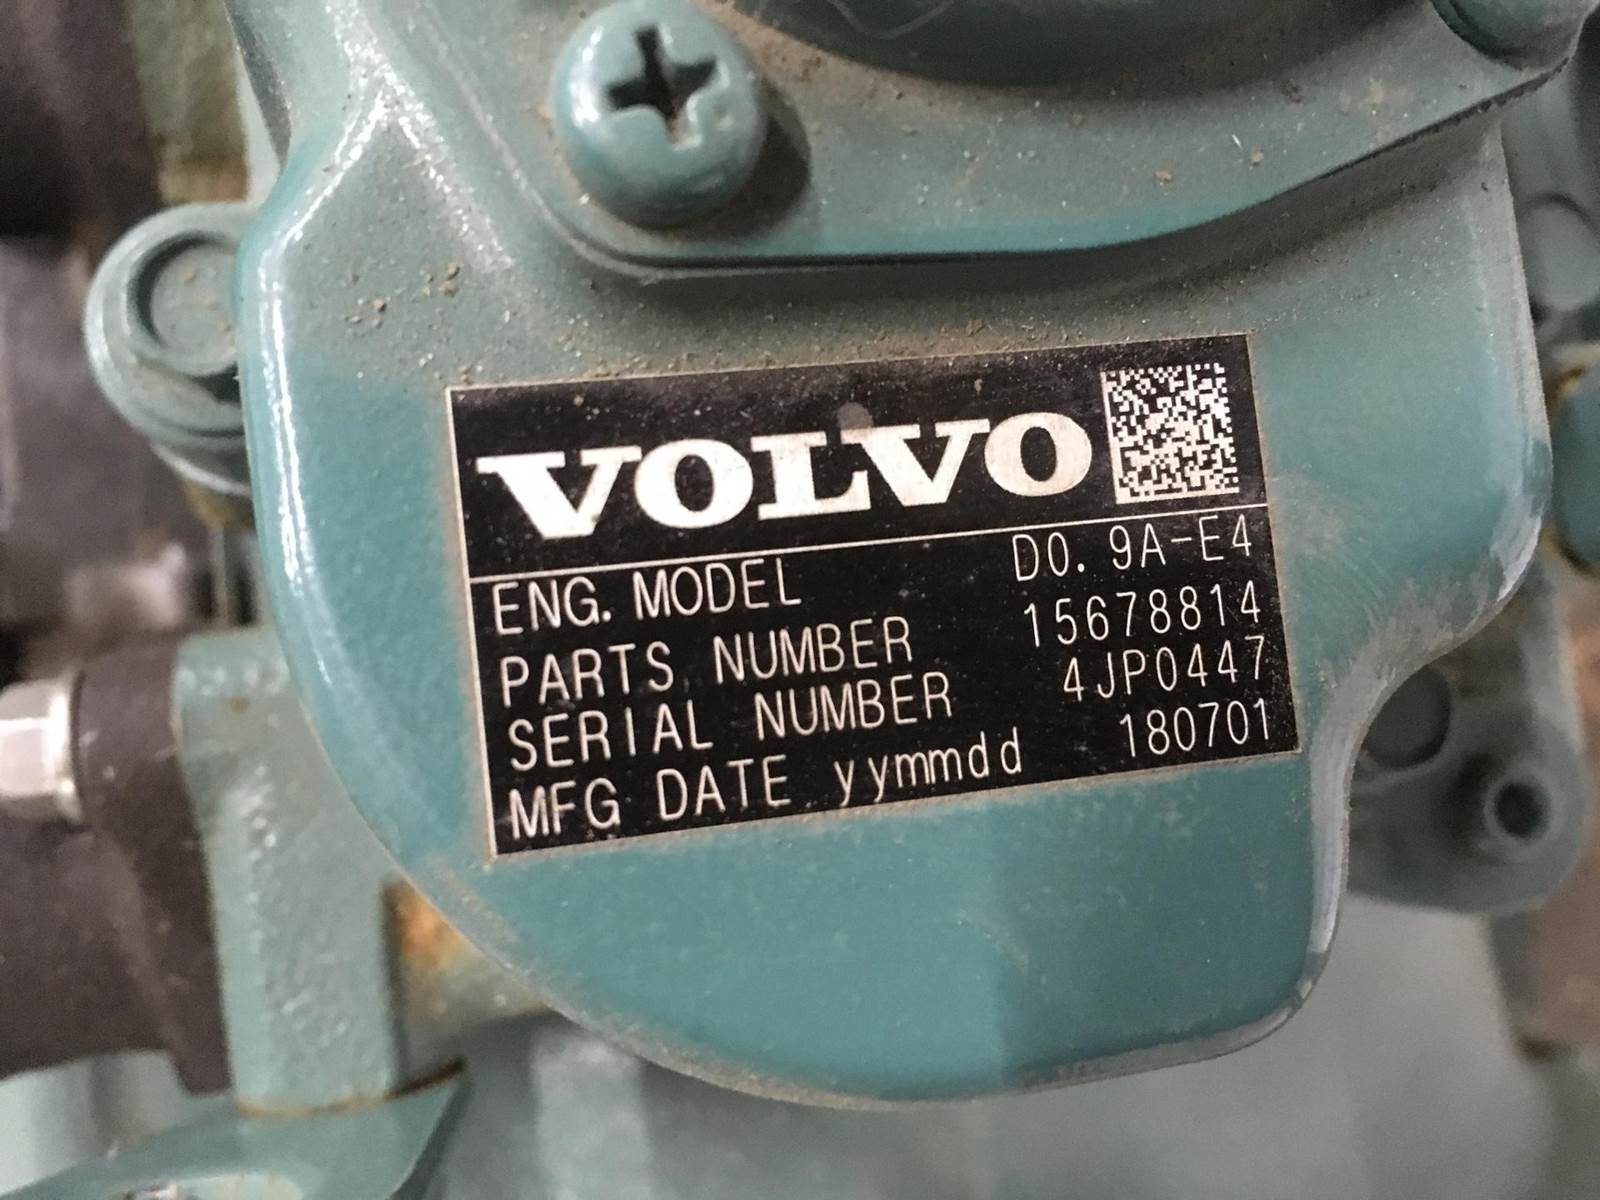 VOLVO
ENG. MODEL D0.9A-E4
PARTS NUMBER 15678814
SERIAL NUMBER 4JP0447
MFG DATE yymmdd 180701